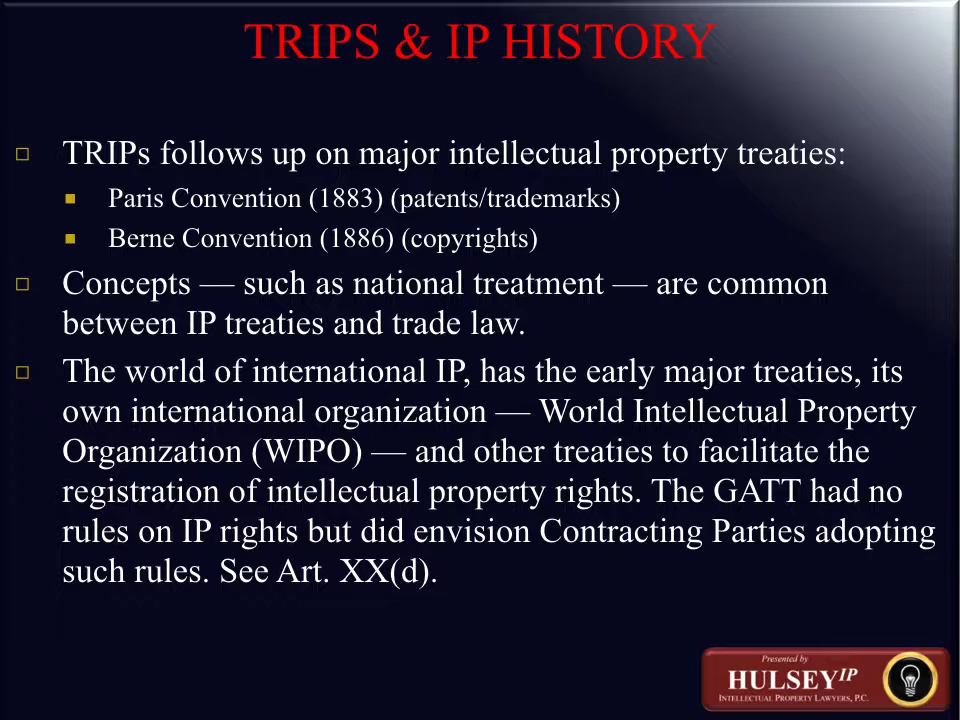 TRIPS & IP HISTORY
TRIPs follows up on major intellectual property treaties:
Paris Convention (1883) (patents/trademarks)
Berne Convention (1886) (copyrights)
Concepts — such as national treatment — are common
between IP treaties and trade law.
The world of international IP, has the early major treaties, its
own international organization — World Intellectual Property
Organization (WIPO) — and other treaties to facilitate the
registration of intellectual property rights. The GATT had no
rules on IP rights but did envision Contracting Parties adopting
such rules. See Art. XX(d).
Presented by
HULSEY IP
INTELLECTUAL PROPERTY LAWYERS, P.C.